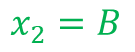 x₂ = B